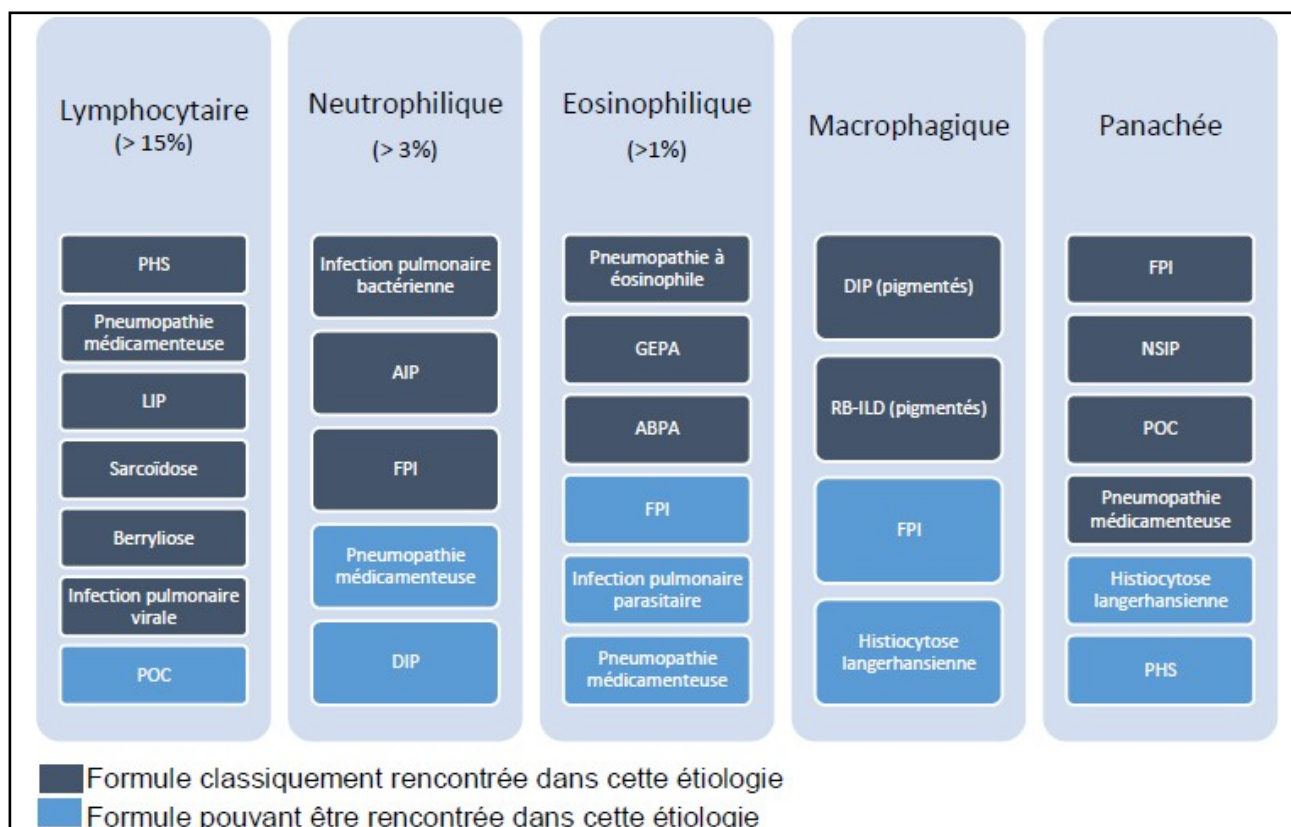 Lymphocytaire
(> 15%)
PHS
Pneumopathie
médicamenteuse
LIP
Sarcoïdose
Berryliose
Infection pulmonaire
virale
POC
Neutrophilique
(> 3%)
Infection pulmonaire
bactérienne
AIP
FPI
Pneumopathie
médicamenteuse
DIP
Eosinophilique
(>1%)
Pneumopathie à
éosinophile
GEPA
ABPA
FPI
Infection pulmonaire
parasitaire
Pneumopathie
médicamenteuse
Macrophagique
DIP (pigmentés)
RB-ILD (pigmentés)
FPI
Histiocytose
langerhansienne
Panachée
FPI
NSIP
POC
Pneumopathie
médicamenteuse
Histiocytose
langerhansienne
PHS
Formule classiquement rencontrée dans cette étiologie
Formule pouvant être rencontrée dans cette étiologie